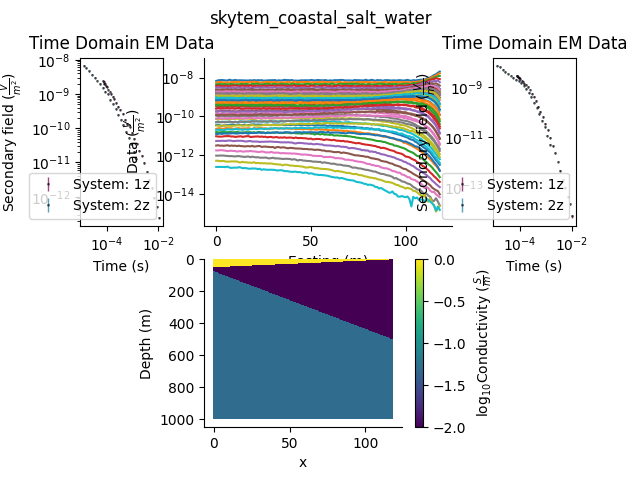 skytem_coastal_salt_water
Time Domain EM Data
Secondary field (V/m²)
10⁻⁸
10⁻⁹
10⁻¹⁰
10⁻¹¹
10⁻¹²
System: 1z
System: 2z
10⁻⁴
10⁻²
Time (s)
Data (V/m²)
10⁻⁸
10⁻¹⁰
10⁻¹²
10⁻¹⁴
0
50
100
Easting (m)
Time Domain EM Data
Secondary field (V/m²)
10⁻⁹
10⁻¹¹
10⁻¹³
System: 1z
System: 2z
10⁻⁴
10⁻²
Time (s)
Depth (m)
0
200
400
600
800
1000
0
50
100
x
0.0
−0.5
−1.0
−1.5
−2.0
log₁₀Conductivity (S/m)